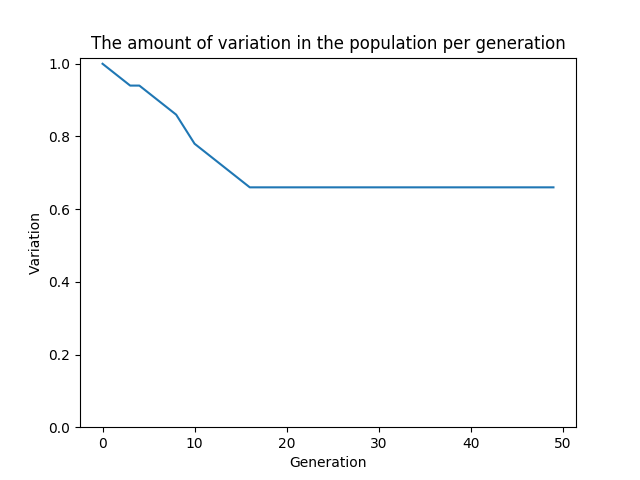 The amount of variation in the population per generation
1.0
0.8
0.6
0.4
0.2
0.0
Variation
0 10 20 30 40 50
Generation